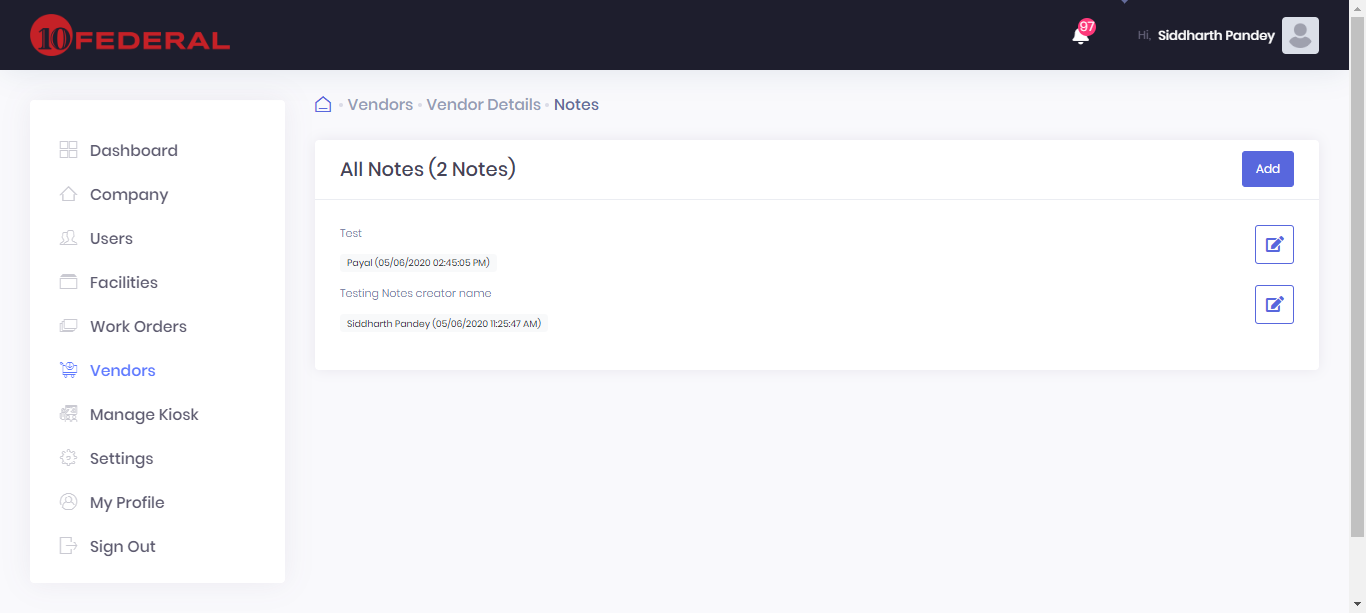 10 FEDERAL
97
Hi, Siddharth Pandey
Dashboard
Company
Users
Facilities
Work Orders
Vendors
Manage Kiosk
Settings
My Profile
Sign Out
Vendors • Vendor Details • Notes
All Notes (2 Notes)
Add
Test
Payal (05/06/2020 02:45:05 PM)
Testing Notes creator name
Siddharth Pandey (05/06/2020 11:25:47 AM)